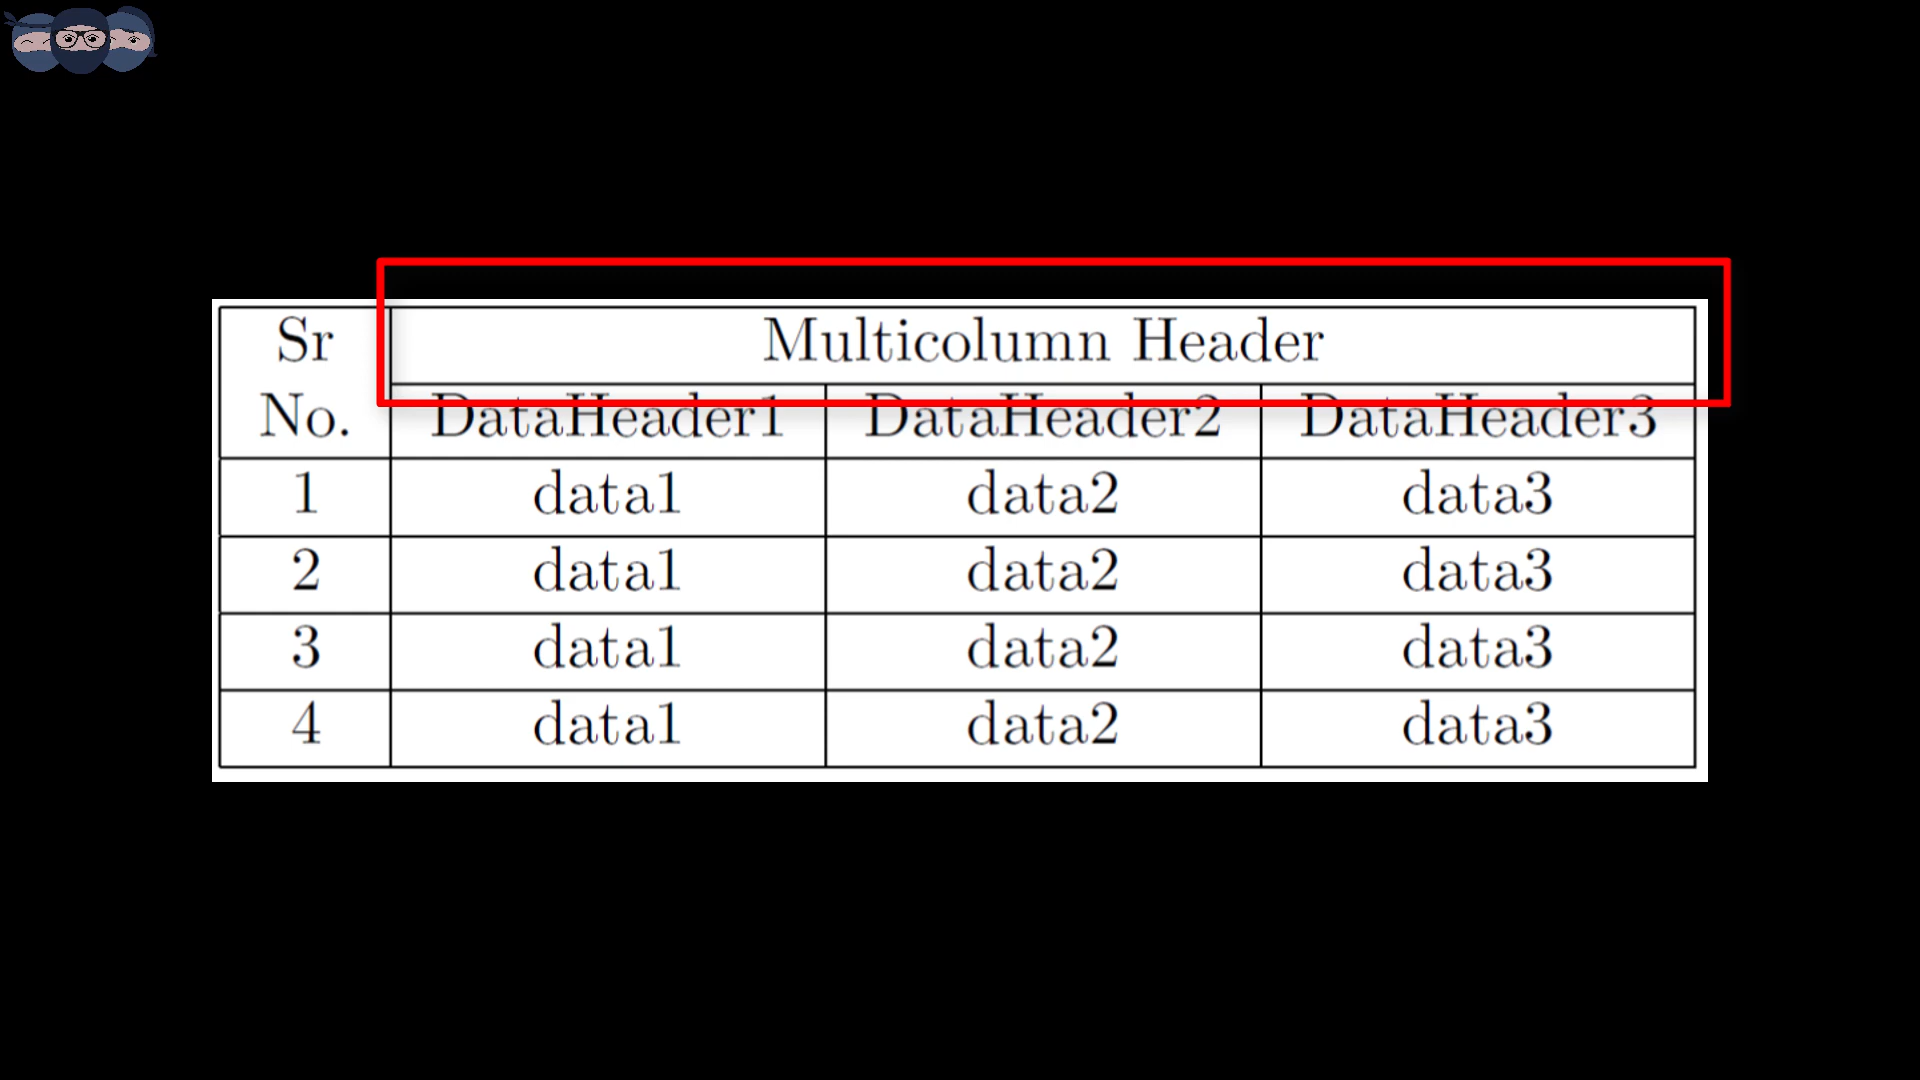 Sr Multicolumn Header
No. DataHeader1 DataHeader2 DataHeader3
1 data1 data2 data3
2 data1 data2 data3
3 data1 data2 data3
4 data1 data2 data3